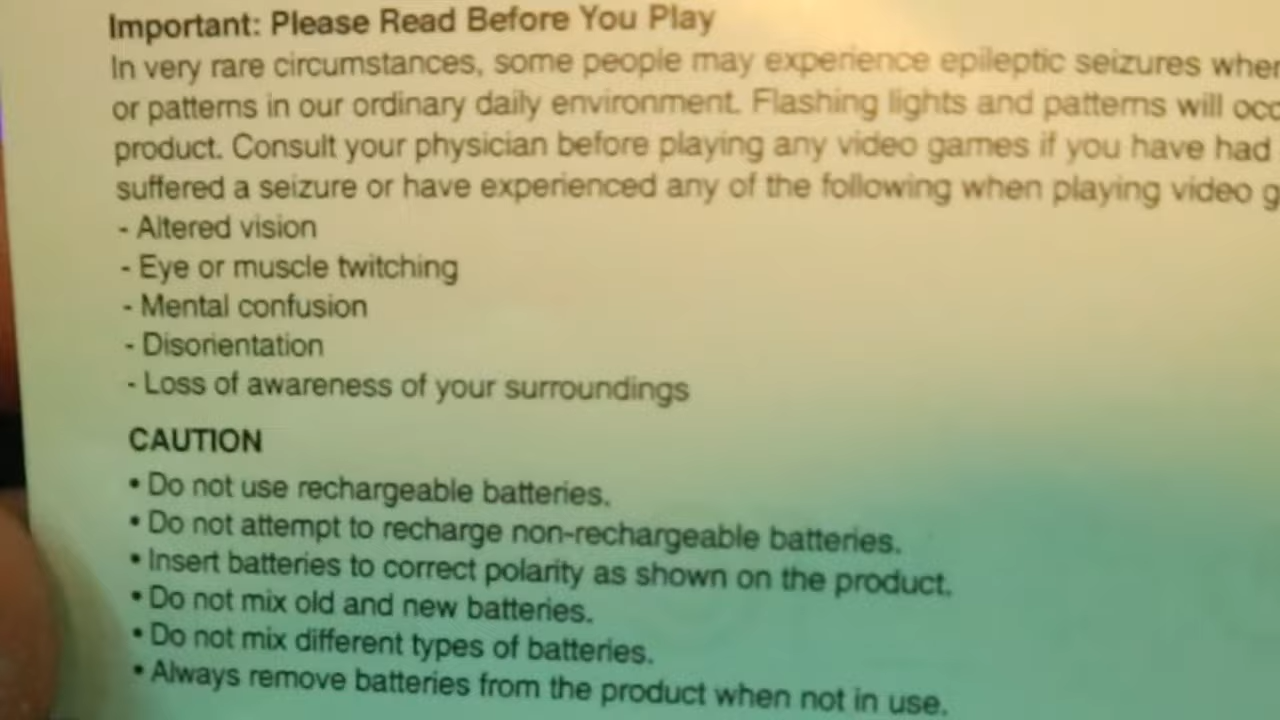 Important: Please Read Before You Play
In very rare circumstances, some people may experience epileptic seizures when
or patterns in our ordinary daily environment. Flashing lights and patterns will
product. Consult your physician before playing any video games if you have had
suffered a seizure or have experienced any of the following when playing video
- Altered vision
- Eye or muscle twitching
- Mental confusion
- Disorientation
- Loss of awareness of your surroundings
CAUTION
• Do not use rechargeable batteries.
• Do not attempt to recharge non-rechargeable batteries.
• Insert batteries to correct polarity as shown on the product.
• Do not mix old and new batteries.
• Do not mix different types of batteries.
• Always remove batteries from the product when not in use.